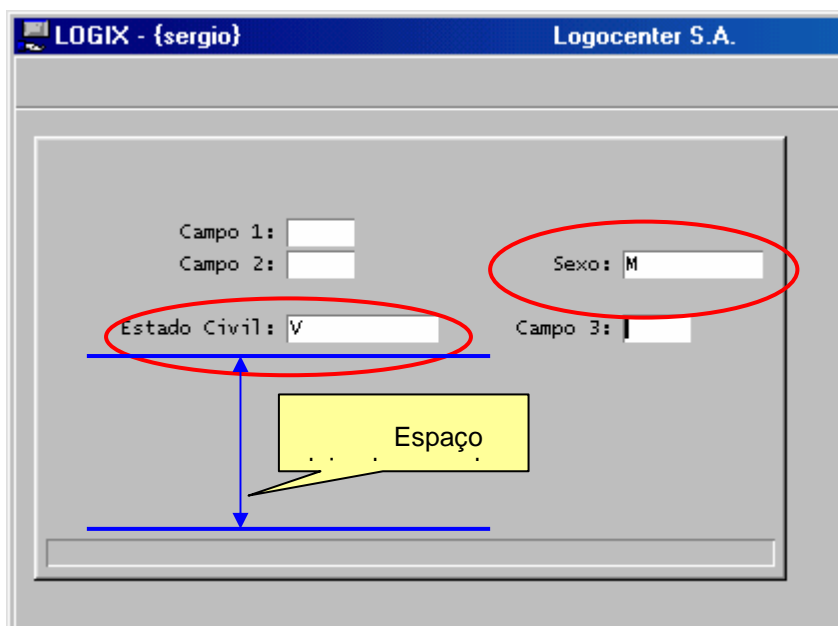 LOGIX - {sergio} Logocenter S.A.
Campo 1:
Campo 2: Sexo: M
Estado Civil: V Campo 3:
Espaço